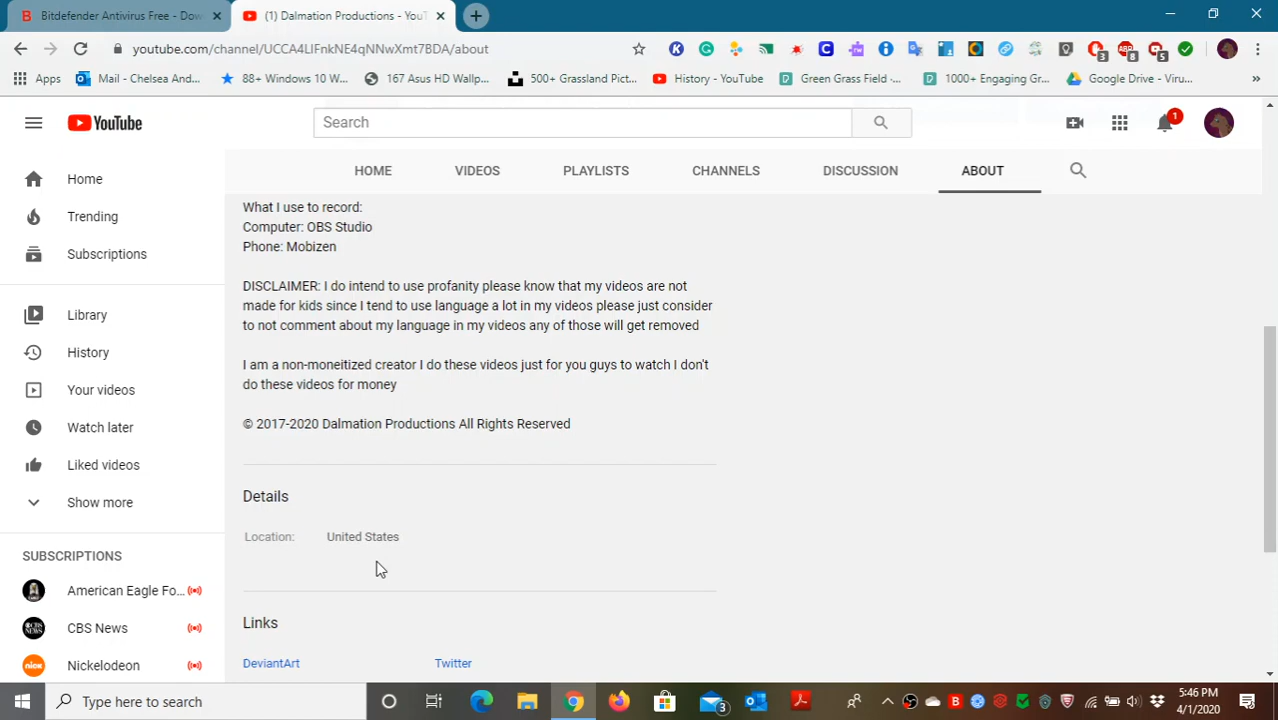 Bitdefender Antivirus Free - Dow
(1) Dalmation Productions - YouT
youtube.com/channel/UCCA4LIFnkNE4qNNwXmt7BDA/about
3
8
5
Apps
Mail - Chelsea And...
88+ Windows 10 W...
167 Asus HD Wallp...
500+ Grassland Pict...
History - YouTube
Green Grass Field -...
1000+ Engaging Gr...
Google Drive - Viru...
»
YouTube
Search
1
HOME
VIDEOS
PLAYLISTS
CHANNELS
DISCUSSION
ABOUT
Home
Trending
Subscriptions
Library
History
Your videos
Watch later
Liked videos
Show more
SUBSCRIPTIONS
American Eagle Fo...
CBS News
Nickelodeon
What I use to record:
Computer: OBS Studio
Phone: Mobizen
DISCLAIMER: I do intend to use profanity please know that my videos are not
made for kids since I tend to use language a lot in my videos please just consider
to not comment about my language in my videos any of those will get removed
I am a non-moneitized creator I do these videos just for you guys to watch I don't
do these videos for money
© 2017-2020 Dalmation Productions All Rights Reserved
Details
Location: United States
Links
DeviantArt
Twitter
Type here to search
3
5:46 PM
4/1/2020